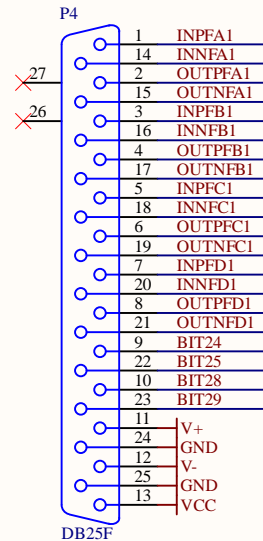 P4
1 INPFA1
14 INNFA1
27
2 OUTPFA1
15 OUTNFA1
26
3 INPFB1
16 INNFB1
4 OUTPFB1
17 OUTNFB1
5 INPFC1
18 INNFC1
6 OUTPFC1
19 OUTNFC1
7 INPFD1
20 INNFD1
8 OUTPFD1
21 OUTNFD1
9 BIT24
22 BIT25
10 BIT28
23 BIT29
11 V+
24 GND
12 V-
25 GND
13 VCC
DB25F